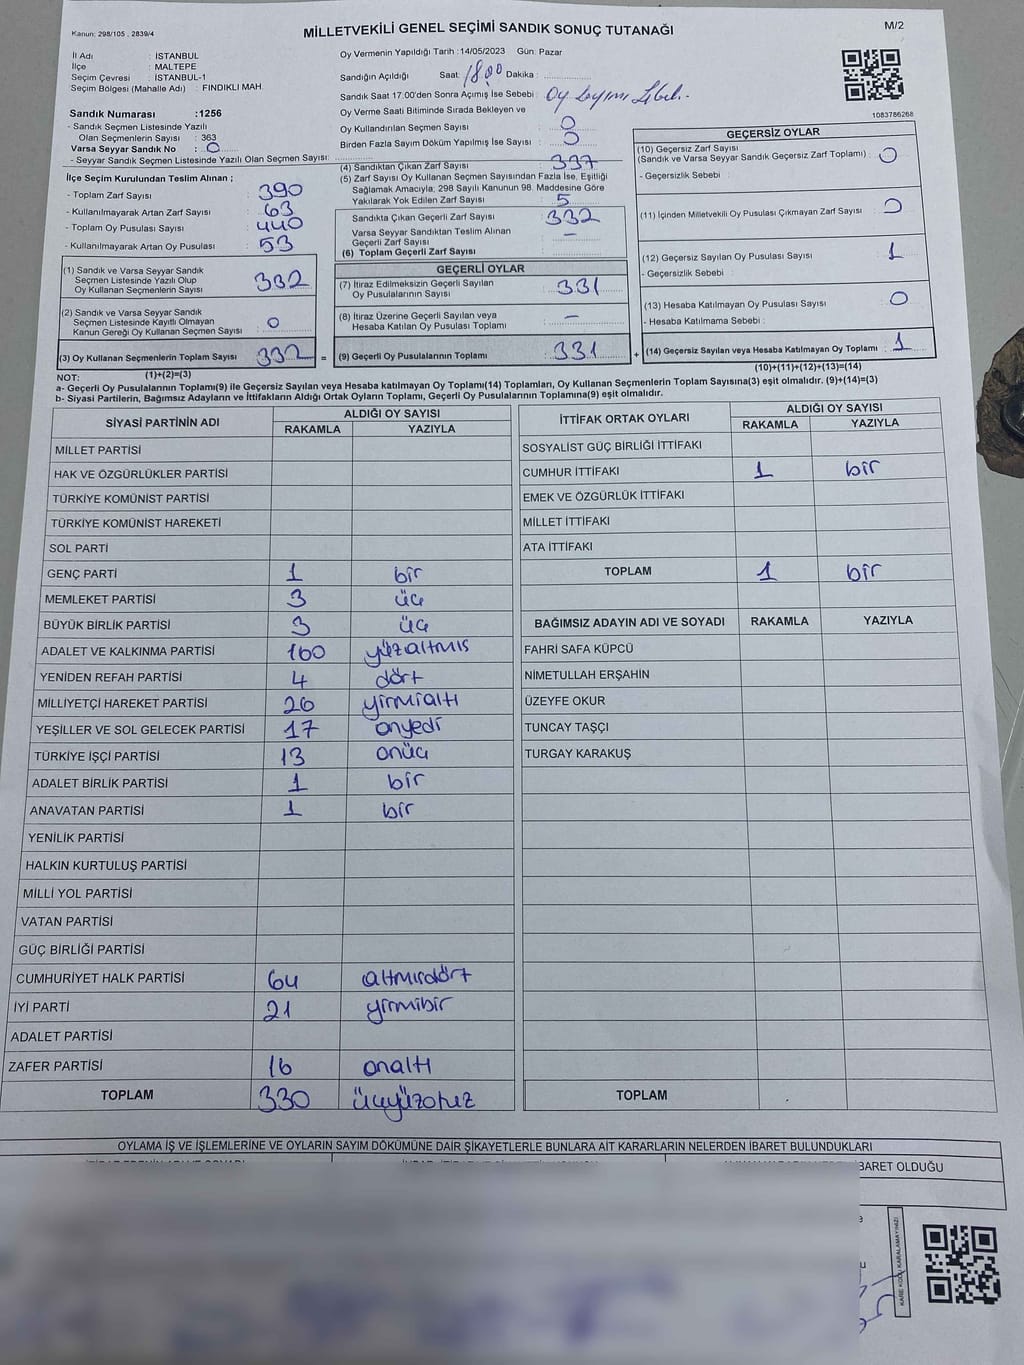 Kanun: 298/105 , 2839/4
MİLLETVEKİLİ GENEL SEÇİMİ SANDIK SONUÇ TUTANAĞI
M/2
İl Adı : İSTANBUL
İlçe : MALTEPE
Seçim Çevresi : İSTANBUL-1
Seçim Bölgesi (Mahalle Adı) : FINDIKLI MAH.
Oy Vermenin Yapıldığı Tarih :14/05/2023 Gün: Pazar
Sandığın Açıldığı Saat: 18:00 Dakika :
Sandık Saat 17:00'den Sonra Açımış İse Sebebi : Oy Sayımı
Oy Verme Saati Bitiminde Sırada Bekleyen ve
Oy Kullandırılan Seçmen Sayısı : 0
Birden Fazla Sayım Döküm Yapılmış İse Sayısı : 0
1083786268
Sandık Numarası :1256
- Sandık Seçmen Listesinde Yazılı
Olan Seçmenlerin Sayısı : 363
Varsa Seyyar Sandık No : 0
- Seyyar Sandık Seçmen Listesinde Yazılı Olan Seçmen Sayısı:
İlçe Seçim Kurulundan Teslim Alınan ;
- Toplam Zarf Sayısı : 390
- Kullanılmayarak Artan Zarf Sayısı : 63
- Toplam Oy Pusulası Sayısı : 440
- Kullanılmayarak Artan Oy Pusulası : 53
(1) Sandık ve Varsa Seyyar Sandık
Seçmen Listesinde Yazılı Olup
Oy Kullanan Seçmenlerin Sayısı : 332
(2) Sandık ve Varsa Seyyar Sandık
Seçmen Listesinde Kayıtlı Olmayan
Kanun Gereği Oy Kullanan Seçmen Sayısı : 0
(3) Oy Kullanan Seçmenlerin Toplam Sayısı : 332 =
(1)+(2)=(3)
(4) Sandıktan Çıkan Zarf Sayısı : 337
(5) Zarf Sayısı Oy Kullanan Seçmen Sayısından Fazla İse, Eşitliği
Sağlamak Amacıyla; 298 Sayılı Kanunun 98. Maddesine Göre
Yakılarak Yok Edilen Zarf Sayısı : 5
Sandıkta Çıkan Geçerli Zarf Sayısı : 332
Varsa Seyyar Sandıktan Teslim Alınan
Geçerli Zarf Sayısı : -
(6) Toplam Geçerli Zarf Sayısı :
GEÇERLİ OYLAR
(7) İtiraz Edilmeksizin Geçerli Sayılan
Oy Pusulalarının Sayısı : 331
(8) İtiraz Üzerine Geçerli Sayılan veya
Hesaba Katılan Oy Pusulası Toplamı : -
(9) Geçerli Oy Pusulalarının Toplamı : 331 +
GEÇERSİZ OYLAR
(10) Geçersiz Zarf Sayısı
(Sandık ve Varsa Seyyar Sandık Geçersiz Zarf Toplamı) : 0
- Geçersizlik Sebebi :
(11) İçinden Milletvekili Oy Pusulası Çıkmayan Zarf Sayısı : 0
(12) Geçersiz Sayılan Oy Pusulası Sayısı : 1
- Geçersizlik Sebebi :
(13) Hesaba Katılmayan Oy Pusulası Sayısı : 0
- Hesaba Katılmama Sebebi :
(14) Geçersiz Sayılan veya Hesaba Katılmayan Oy Toplamı : 1
(10)+(11)+(12)+(13)=(14)
NOT:
a- Geçerli Oy Pusulalarının Toplamı(9) ile Geçersiz Sayılan veya Hesaba katılmayan Oy Toplamı(14) Toplamları, Oy Kullanan Seçmenlerin Toplam Sayısına(3) eşit olmalıdır. (9)+(14)=(3)
b- Siyasi Partilerin, Bağımsız Adayların ve İttifakların Aldığı Ortak Oyların Toplamı, Geçerli Oy Pusulalarının Toplamına(9) eşit olmalıdır.
SİYASİ PARTİNİN ADI ALDIĞI OY SAYISI
RAKAMLA YAZIYLA
MİLLET PARTİSİ
HAK VE ÖZGÜRLÜKLER PARTİSİ
TÜRKİYE KOMÜNİST PARTİSİ
TÜRKİYE KOMÜNİST HAREKETİ
SOL PARTİ
GENÇ PARTİ 1 bir
MEMLEKET PARTİSİ 3 üç
BÜYÜK BİRLİK PARTİSİ 3 üç
ADALET VE KALKINMA PARTİSİ 160 yüzaltmıs
YENİDEN REFAH PARTİSİ 4 dört
MİLLİYETÇİ HAREKET PARTİSİ 26 yirmialtı
YEŞİLLER VE SOL GELECEK PARTİSİ 17 onyedi
TÜRKİYE İŞÇİ PARTİSİ 13 onüç
ADALET BİRLİK PARTİSİ 1 bir
ANAVATAN PARTİSİ 1 bir
YENİLİK PARTİSİ
HALKIN KURTULUŞ PARTİSİ
MİLLİ YOL PARTİSİ
VATAN PARTİSİ
GÜÇ BİRLİĞİ PARTİSİ
CUMHURİYET HALK PARTİSİ 64 altmısdört
İYİ PARTİ 21 yirmibir
ADALET PARTİSİ
ZAFER PARTİSİ 16 onaltı
TOPLAM 330 üçyüzotuz
İTTİFAK ORTAK OYLARI ALDIĞI OY SAYISI
RAKAMLA YAZIYLA
SOSYALİST GÜÇ BİRLİĞİ İTTİFAKI
CUMHUR İTTİFAKI 1 bir
EMEK VE ÖZGÜRLÜK İTTİFAKI
MİLLET İTTİFAKI
ATA İTTİFAKI
TOPLAM 1 bir
BAĞIMSIZ ADAYIN ADI VE SOYADI RAKAMLA YAZIYLA
FAHRİ SAFA KÜPCÜ
NİMETULLAH ERŞAHİN
ÜZEYFE OKUR
TUNCAY TAŞÇI
TURGAY KARAKUŞ
TOPLAM
OYLAMA İŞ VE İŞLEMLERİNE VE OYLARIN SAYIM DÖKÜMÜNE DAİR ŞİKAYETLERLE BUNLARA AİT KARARLARIN NELERDEN İBARET BULUNDUKLARI
İBARET OLDUĞU
KARE KODU KARALAMAYINIZ!